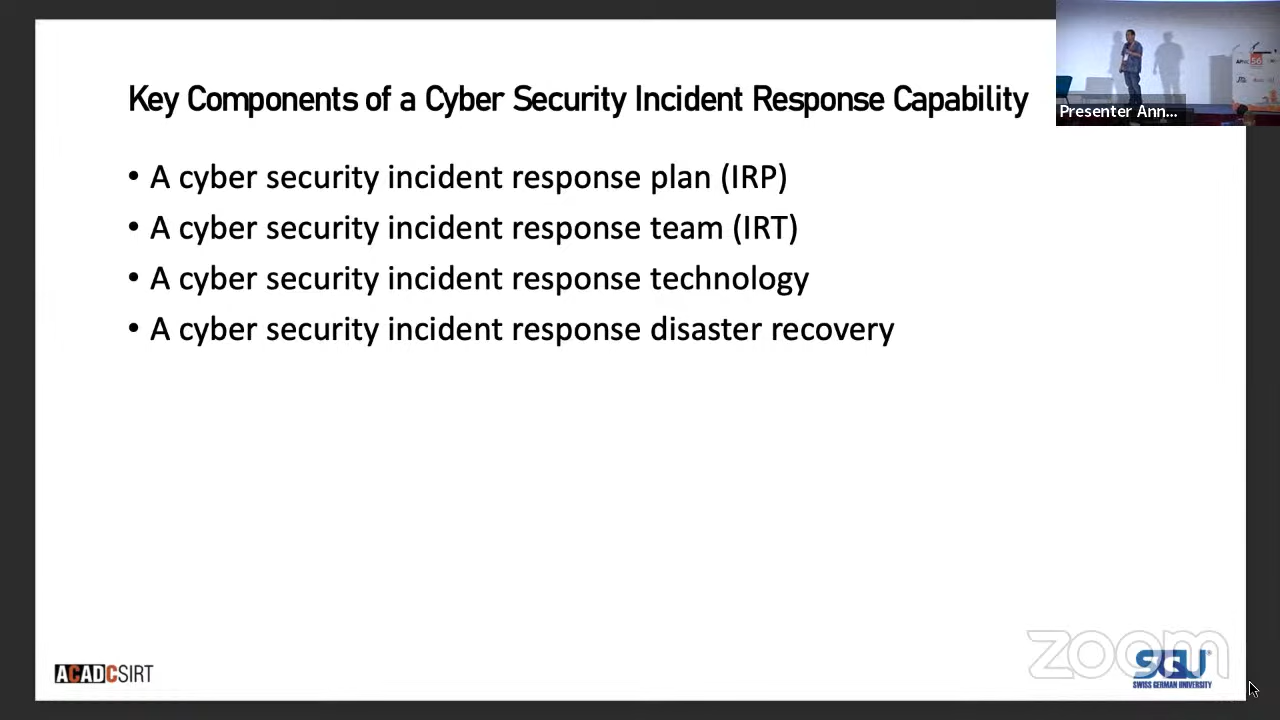 Key Components of a Cyber Security Incident Response Capability
Presenter Ann...
• A cyber security incident response plan (IRP)
• A cyber security incident response team (IRT)
• A cyber security incident response technology
• A cyber security incident response disaster recovery
ACADCSIRT
zoom
SGU
SWISS GERMAN UNIVERSITY